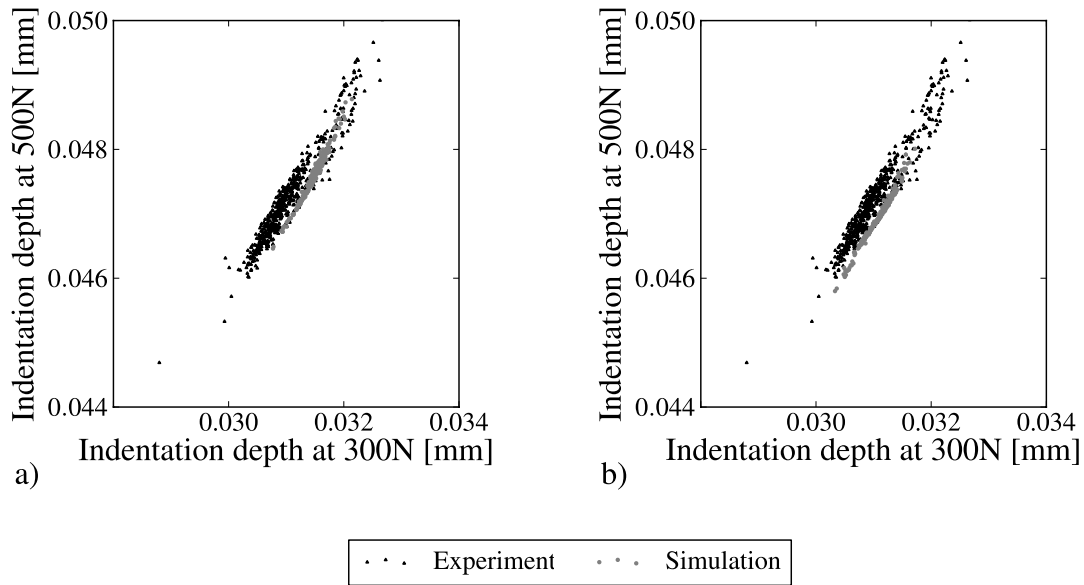 0.050
0.048
0.046
0.044
Indentation depth at 500N [mm]
0.030 0.032 0.034
Indentation depth at 300N [mm]
a)
0.050
0.048
0.046
0.044
Indentation depth at 500N [mm]
0.030 0.032 0.034
Indentation depth at 300N [mm]
b)
Experiment Simulation